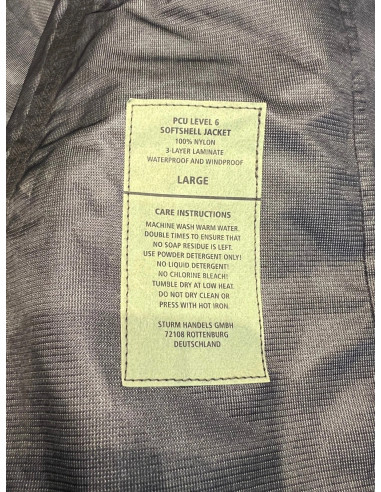 PCU LEVEL 6
SOFTSHELL JACKET
100% NYLON
3-LAYER LAMINATE
WATERPROOF AND WINDPROOF
LARGE
CARE INSTRUCTIONS
MACHINE WASH WARM WATER.
DOUBLE TIMES TO ENSURE THAT
NO SOAP RESIDUE IS LEFT.
USE POWDER DETERGENT ONLY!
NO LIQUID DETERGENT!
NO CHLORINE BLEACH!
TUMBLE DRY AT LOW HEAT.
DO NOT DRY CLEAN OR
PRESS WITH HOT IRON.
STURM HANDELS GMBH
72108 ROTTENBURG
DEUTSCHLAND